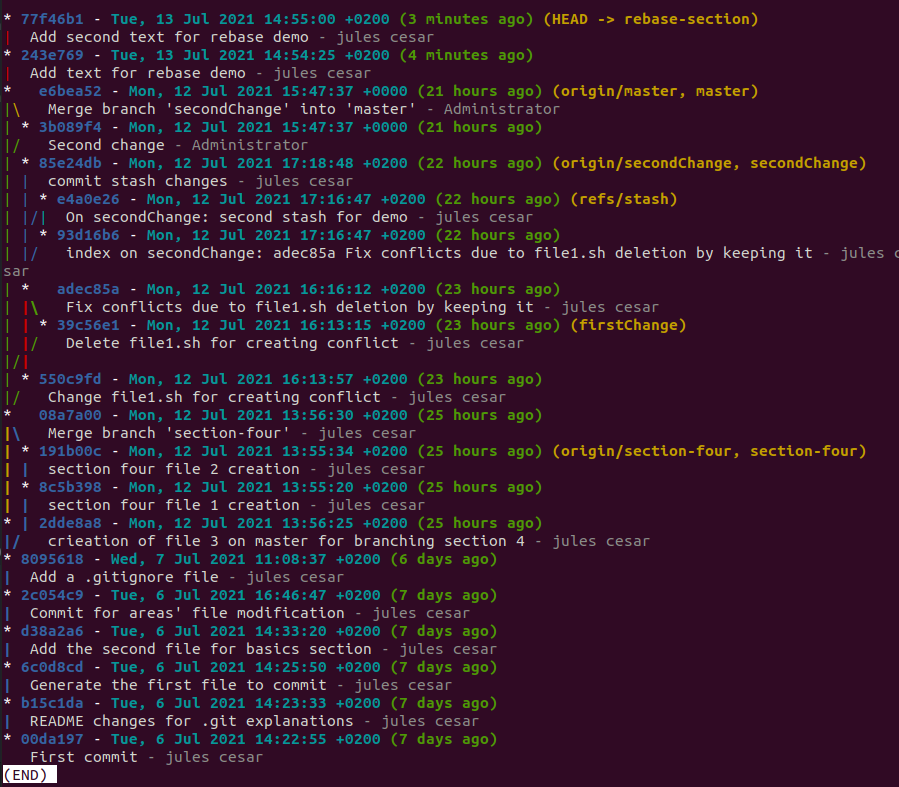 * 77f46b1 - Tue, 13 Jul 2021 14:55:00 +0200 (3 minutes ago) (HEAD -> rebase-section)
|  Add second text for rebase demo - jules cesar
* 243e769 - Tue, 13 Jul 2021 14:54:25 +0200 (4 minutes ago)
|  Add text for rebase demo - jules cesar
*   e6bea52 - Mon, 12 Jul 2021 15:47:37 +0000 (21 hours ago) (origin/master, master)
|\   Merge branch 'secondChange' into 'master' - Administrator
| * 3b089f4 - Mon, 12 Jul 2021 15:47:37 +0000 (21 hours ago)
|/   Second change - Administrator
| * 85e24db - Mon, 12 Jul 2021 17:18:48 +0200 (22 hours ago) (origin/secondChange, secondChange)
| |  commit stash changes - jules cesar
| | * e4a0e26 - Mon, 12 Jul 2021 17:16:47 +0200 (22 hours ago) (refs/stash)
| |/|  On secondChange: second stash for demo - jules cesar
| | * 93d16b6 - Mon, 12 Jul 2021 17:16:47 +0200 (22 hours ago)
| |/   index on secondChange: adec85a Fix conflicts due to file1.sh deletion by keeping it - jules c
sar
| *   adec85a - Mon, 12 Jul 2021 16:16:12 +0200 (23 hours ago)
| |\   Fix conflicts due to file1.sh deletion by keeping it - jules cesar
| | * 39c56e1 - Mon, 12 Jul 2021 16:13:15 +0200 (23 hours ago) (firstChange)
| |/   Delete file1.sh for creating conflict - jules cesar
|/|
| * 550c9fd - Mon, 12 Jul 2021 16:13:57 +0200 (23 hours ago)
|/   Change file1.sh for creating conflict - jules cesar
*   08a7a00 - Mon, 12 Jul 2021 13:56:30 +0200 (25 hours ago)
|\   Merge branch 'section-four' - jules cesar
| * 191b00c - Mon, 12 Jul 2021 13:55:34 +0200 (25 hours ago) (origin/section-four, section-four)
| |  section four file 2 creation - jules cesar
| * 8c5b398 - Mon, 12 Jul 2021 13:55:20 +0200 (25 hours ago)
| |  section four file 1 creation - jules cesar
* | 2dde8a8 - Mon, 12 Jul 2021 13:56:25 +0200 (25 hours ago)
|/   crieation of file 3 on master for branching section 4 - jules cesar
* 8095618 - Wed, 7 Jul 2021 11:08:37 +0200 (6 days ago)
|  Add a .gitignore file - jules cesar
* 2c054c9 - Tue, 6 Jul 2021 16:46:47 +0200 (7 days ago)
|  Commit for areas' file modification - jules cesar
* d38a2a6 - Tue, 6 Jul 2021 14:33:20 +0200 (7 days ago)
|  Add the second file for basics section - jules cesar
* 6c0d8cd - Tue, 6 Jul 2021 14:25:50 +0200 (7 days ago)
|  Generate the first file to commit - jules cesar
* b15c1da - Tue, 6 Jul 2021 14:23:33 +0200 (7 days ago)
|  README changes for .git explanations - jules cesar
* 00da197 - Tue, 6 Jul 2021 14:22:55 +0200 (7 days ago)
   First commit - jules cesar
(END)